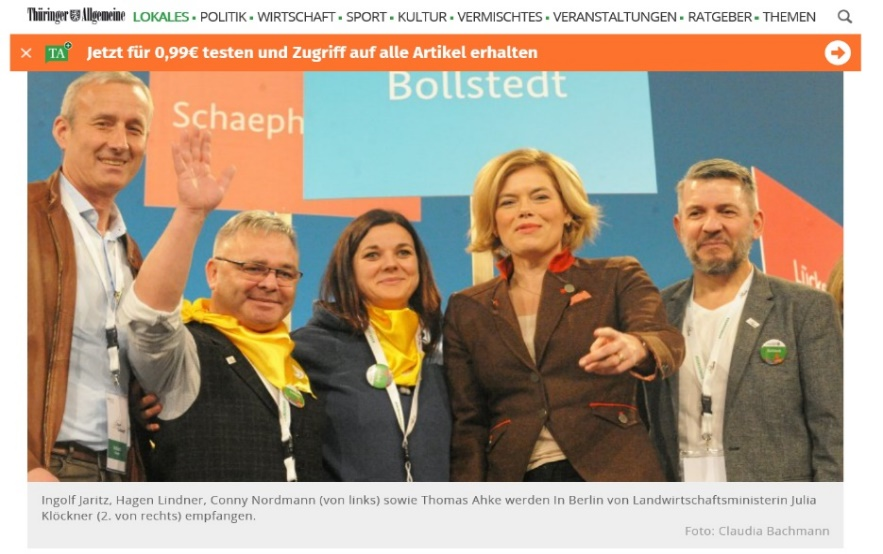 Thüringer Allgemeine LOKALES POLITIK WIRTSCHAFT SPORT KULTUR VERMISCHTES VERANSTALTUNGEN RATGEBER THEMEN
TA+ Jetzt für 0,99€ testen und Zugriff auf alle Artikel erhalten
Bollstedt
Schaeph
Lück
Ingolf Jaritz, Hagen Lindner, Conny Nordmann (von links) sowie Thomas Ahke werden In Berlin von Landwirtschaftsministerin Julia
Klöckner (2. von rechts) empfangen.
Foto: Claudia Bachmann